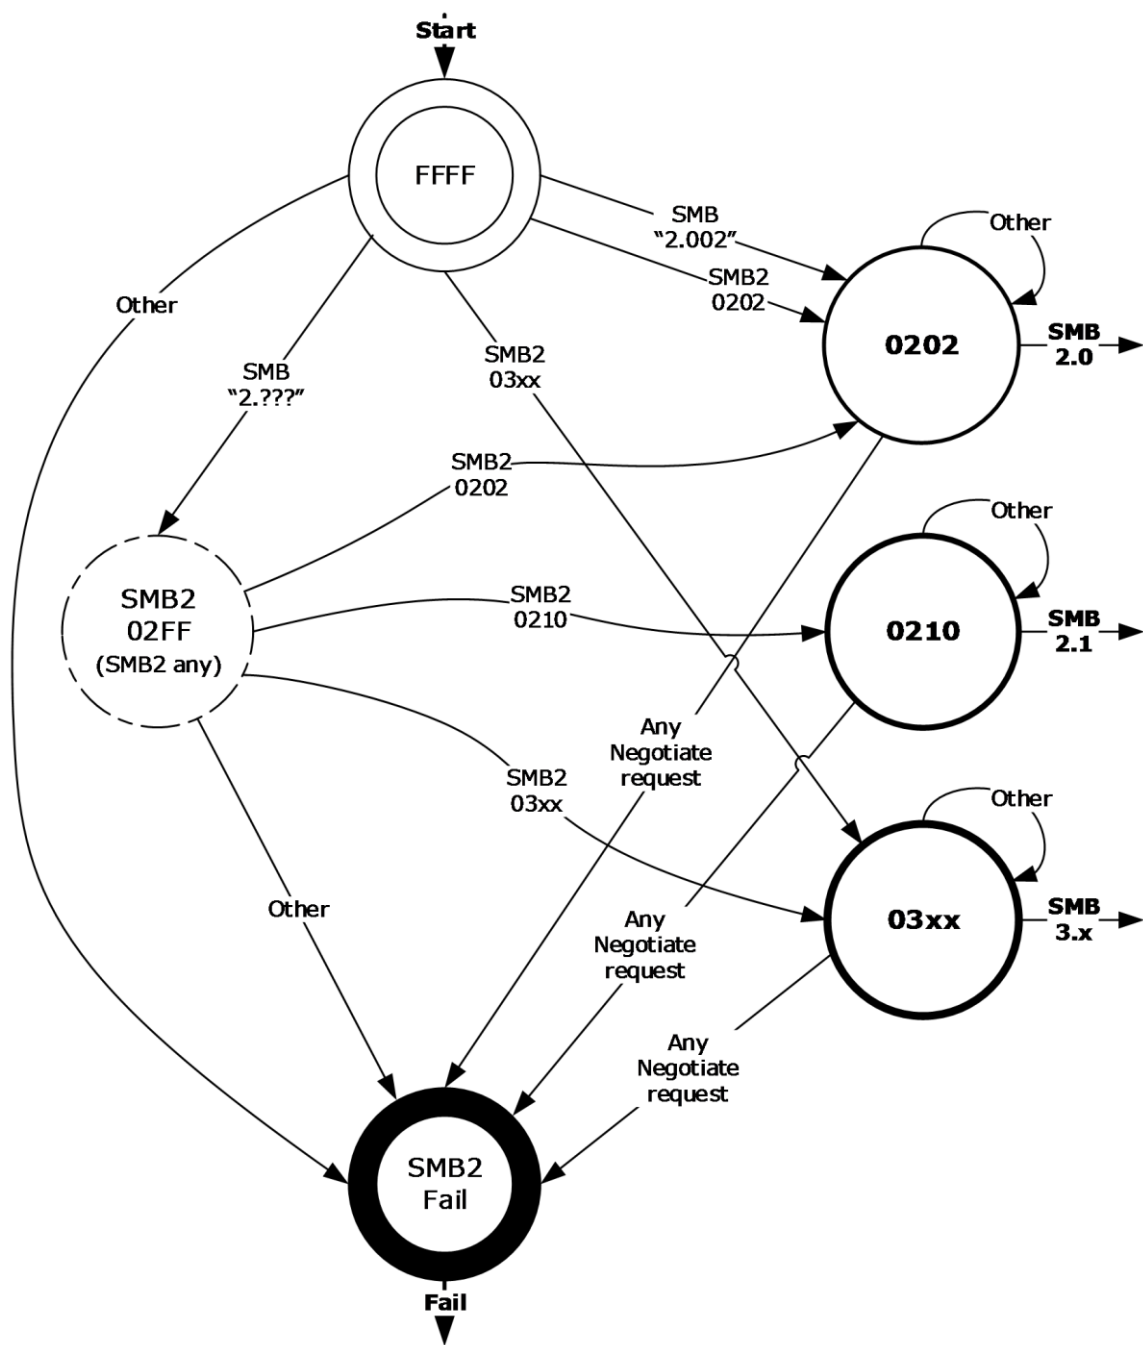 Start
FFFF
SMB
“2.002”
SMB2
0202
Other
Other
SMB2
03xx
SMB
“2.???”
0202
SMB
2.0
SMB2
0202
Other
SMB2
02FF
(SMB2 any)
SMB2
0210
0210
SMB
2.1
Any
Negotiate
request
SMB2
03xx
Other
03xx
SMB
3.x
Other
Any
Negotiate
request
Any
Negotiate
request
SMB2
Fail
Fail